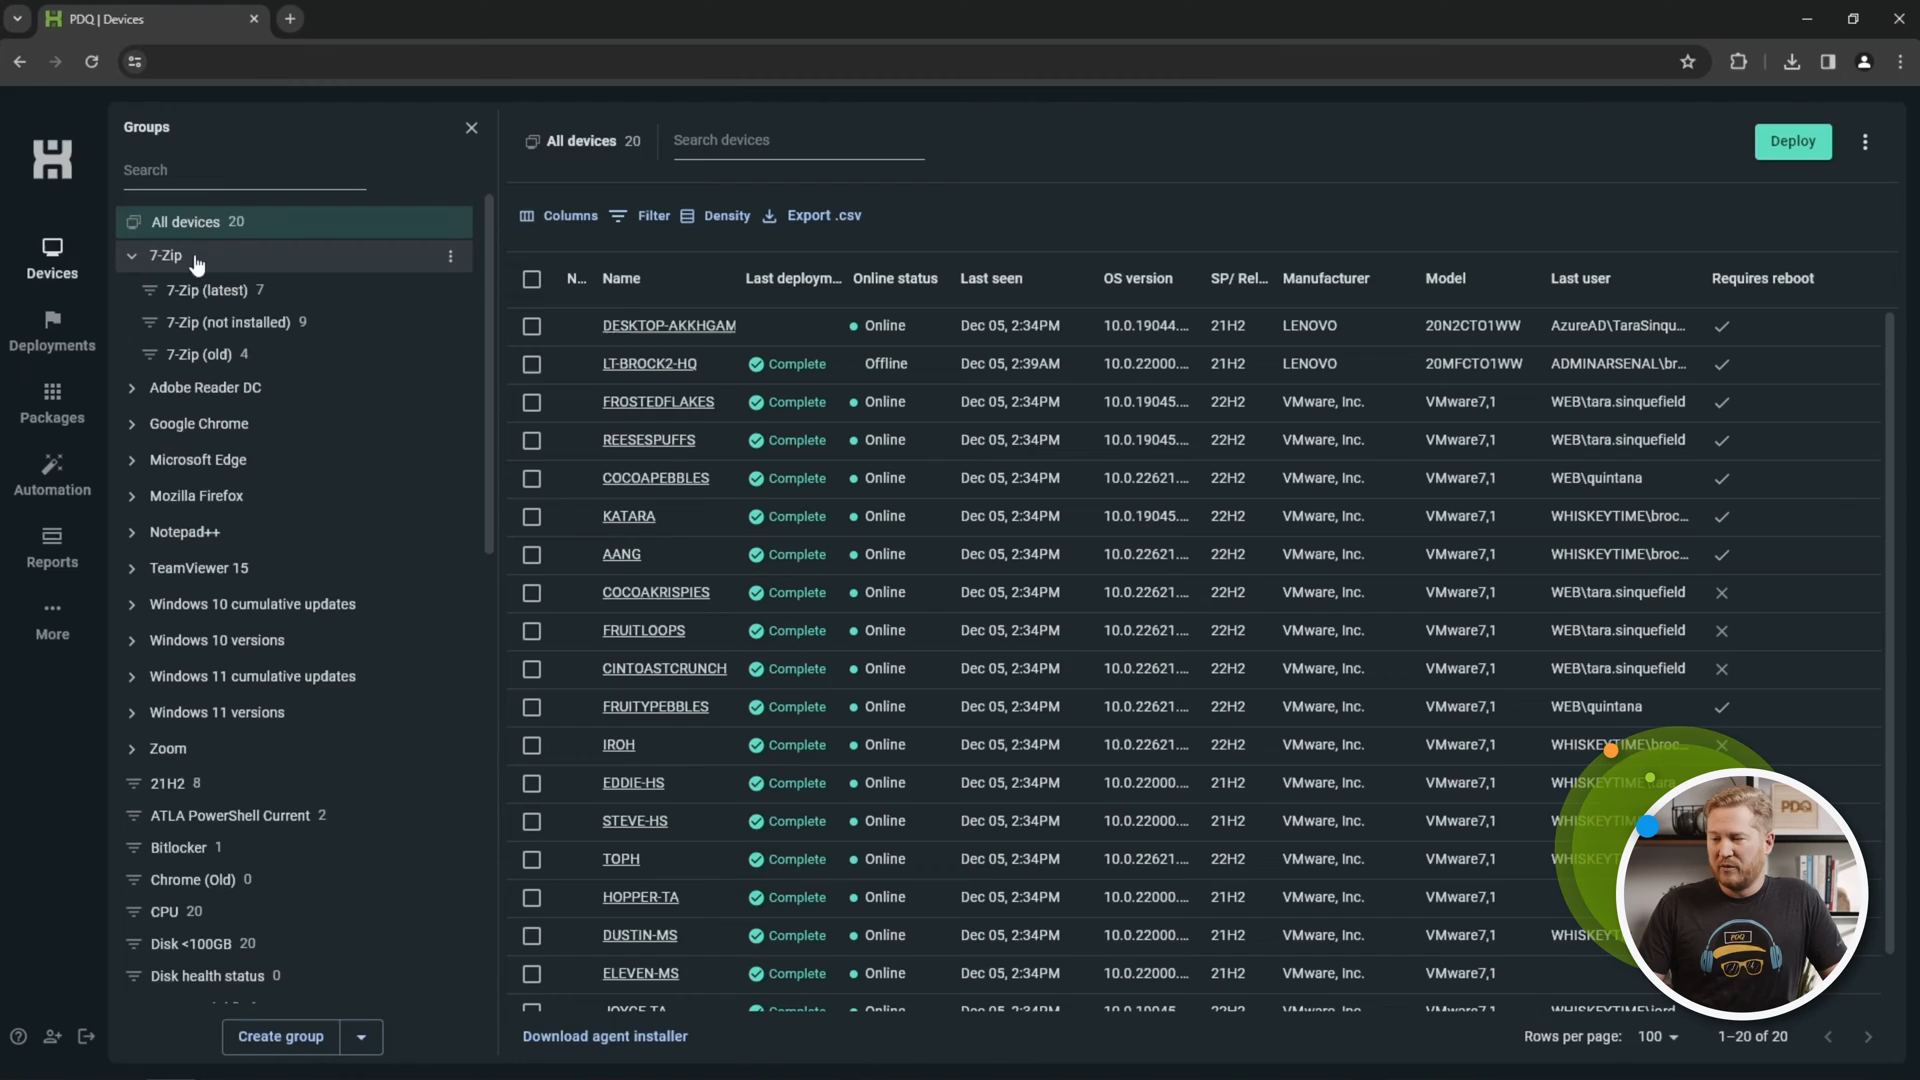 PDQ | Devices
Groups
Search
All devices 20
7-Zip
7-Zip (latest) 7
7-Zip (not installed) 9
7-Zip (old) 4
Adobe Reader DC
Google Chrome
Microsoft Edge
Mozilla Firefox
Notepad++
TeamViewer 15
Windows 10 cumulative updates
Windows 10 versions
Windows 11 cumulative updates
Windows 11 versions
Zoom
21H2 8
ATLA PowerShell Current 2
Bitlocker 1
Chrome (Old) 0
CPU 20
Disk <100GB 20
Disk health status 0
Create group
Devices
Deployments
Packages
Automation
Reports
More
All devices 20
Search devices
Deploy
Columns Filter Density Export .csv
N... Name Last deploym... Online status Last seen OS version SP/ Rel... Manufacturer Model Last user Requires reboot
DESKTOP-AKKHGAM Online Dec 05, 2:34PM 10.0.19044.... 21H2 LENOVO 20N2CTO1WW AzureAD\TaraSinqu...
LT-BROCK2-HQ Complete Offline Dec 05, 2:39AM 10.0.22000.... 21H2 LENOVO 20MFCTO1WW ADMINARSENAL\br...
FROSTEDFLAKES Complete Online Dec 05, 2:34PM 10.0.19045.... 22H2 VMware, Inc. VMware7,1 WEB\tara.sinquefield
REESESPUFFS Complete Online Dec 05, 2:34PM 10.0.19045.... 22H2 VMware, Inc. VMware7,1 WEB\tara.sinquefield
COCOAPEBBLES Complete Online Dec 05, 2:34PM 10.0.22621.... 22H2 VMware, Inc. VMware7,1 WEB\quintana
KATARA Complete Online Dec 05, 2:34PM 10.0.19045.... 22H2 VMware, Inc. VMware7,1 WHISKEYTIME\broc...
AANG Complete Online Dec 05, 2:34PM 10.0.22621.... 22H2 VMware, Inc. VMware7,1 WHISKEYTIME\broc...
COCOAKRISPIES Complete Online Dec 05, 2:34PM 10.0.22621.... 22H2 VMware, Inc. VMware7,1 WEB\tara.sinquefield
FRUITLOOPS Complete Online Dec 05, 2:34PM 10.0.22621.... 22H2 VMware, Inc. VMware7,1 WEB\tara.sinquefield
CINTOASTCRUNCH Complete Online Dec 05, 2:34PM 10.0.22621.... 22H2 VMware, Inc. VMware7,1 WEB\tara.sinquefield
FRUITYPEBBLES Complete Online Dec 05, 2:34PM 10.0.22621.... 22H2 VMware, Inc. VMware7,1 WEB\quintana
IROH Complete Online Dec 05, 2:34PM 10.0.22621.... 22H2 VMware, Inc. VMware7,1 WHISKEYTIME\broc...
EDDIE-HS Complete Online Dec 05, 2:34PM 10.0.22000.... 21H2 VMware, Inc. VMware7,1 WHISKEYTIME\tara...
STEVE-HS Complete Online Dec 05, 2:34PM 10.0.22000.... 21H2 VMware, Inc. VMware7,1
TOPH Complete Online Dec 05, 2:34PM 10.0.22621.... 22H2 VMware, Inc. VMware7,1
HOPPER-TA Complete Online Dec 05, 2:34PM 10.0.22000.... 21H2 VMware, Inc. VMware7,1
DUSTIN-MS Complete Online Dec 05, 2:34PM 10.0.22000.... 21H2 VMware, Inc. VMware7,1
ELEVEN-MS Complete Online Dec 05, 2:34PM 10.0.22000.... 21H2 VMware, Inc. VMware7,1
Download agent installer
Rows per page: 100 1–20 of 20
PDQ
PDQ